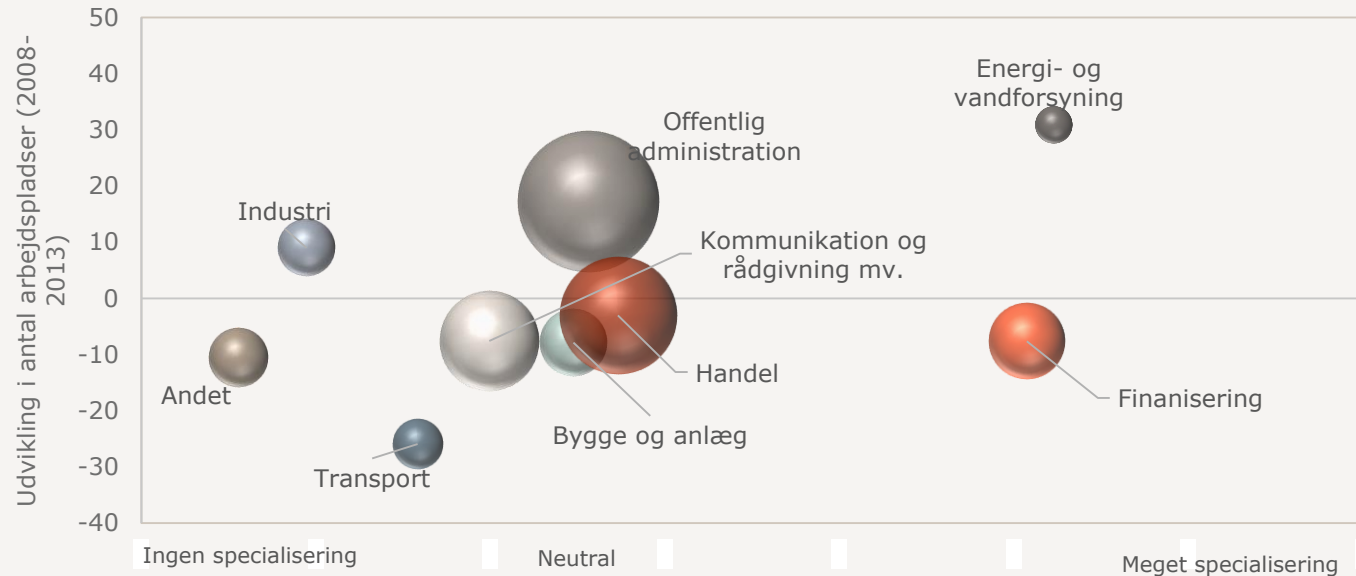 Udvikling i antal arbejdspladser (2008-
2013)
50
40
30
20
10
0
-10
-20
-30
-40
Energi- og
vandforsyning
Offentlig
administration
Industri
Kommunikation og
rådgivning mv.
Handel
Andet
Finanisering
Bygge og anlæg
Transport
Ingen specialisering
Neutral
Meget specialisering